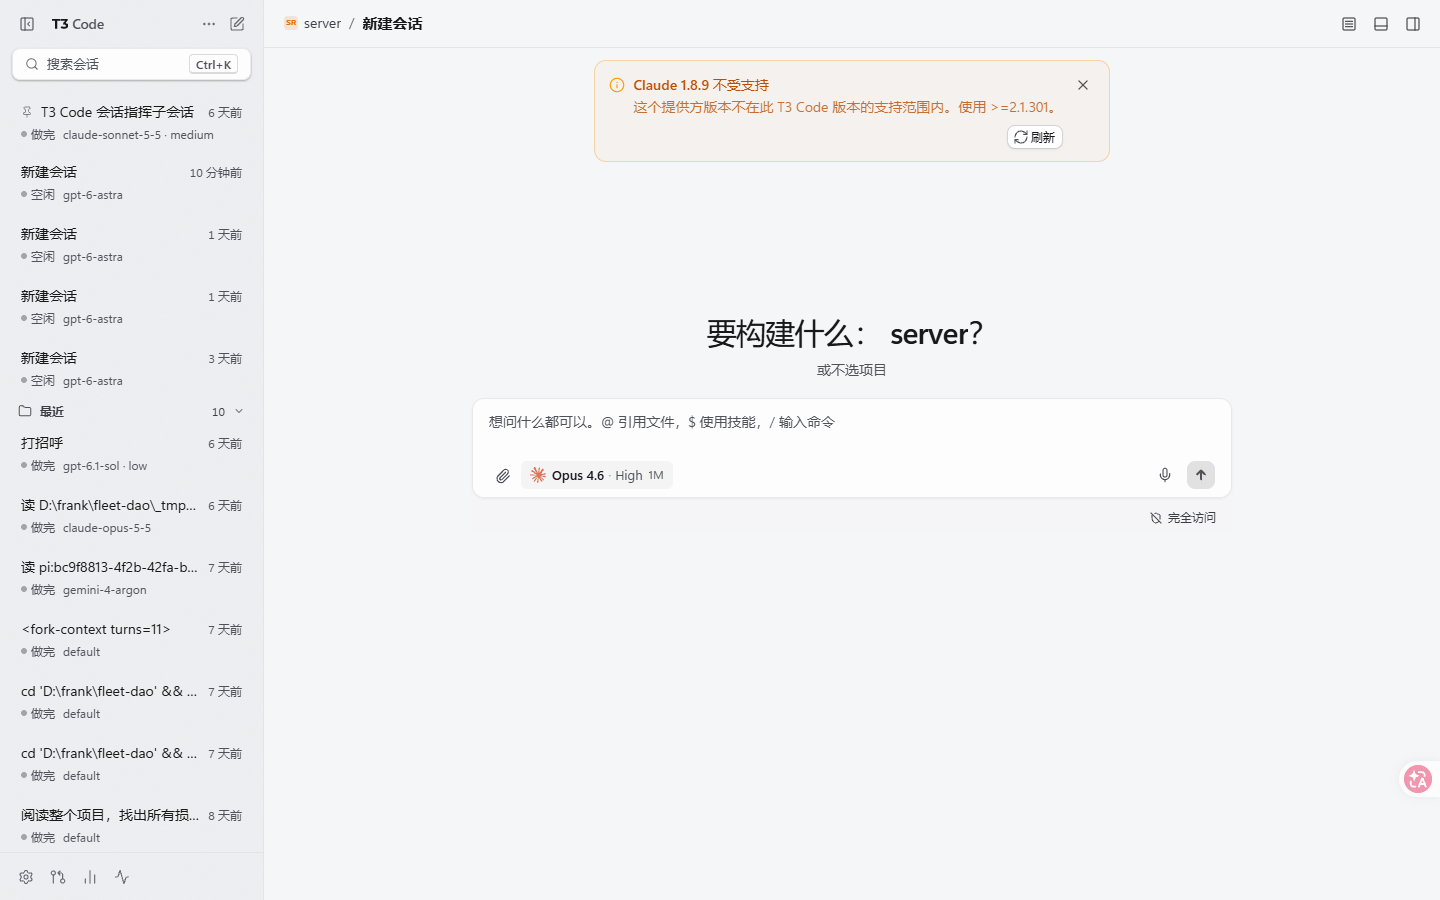 T3 Code
搜索会话 Ctrl+K
T3 Code 会话指挥子会话 6 天前
做完 claude-sonnet-5-5 · medium
新建会话 10 分钟前
空闲 gpt-6-astra
新建会话 1 天前
空闲 gpt-6-astra
新建会话 1 天前
空闲 gpt-6-astra
新建会话 3 天前
空闲 gpt-6-astra
最近 10
打招呼 6 天前
做完 gpt-6.1-sol · low
读 D:\frank\fleet-dao\_tmp... 6 天前
做完 claude-opus-5-5
读 pi:bc9f8813-4f2b-42fa-b... 7 天前
做完 gemini-4-argon
<fork-context turns=11> 7 天前
做完 default
cd 'D:\frank\fleet-dao' && ... 7 天前
做完 default
cd 'D:\frank\fleet-dao' && ... 7 天前
做完 default
阅读整个项目，找出所有损... 8 天前
做完 default
SR server / 新建会话
Claude 1.8.9 不受支持
这个提供方版本不在此 T3 Code 版本的支持范围内。使用 >=2.1.301。
刷新
要构建什么： server？
或不选项目
想问什么都可以。@ 引用文件，$ 使用技能，/ 输入命令
Opus 4.6 · High 1M
完全访问